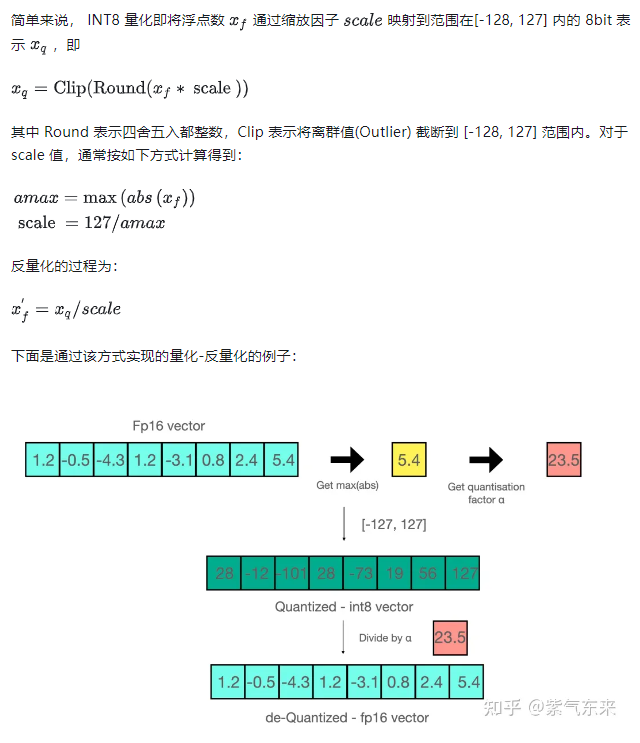 简单来说， INT8 量化即将浮点数 x_f 通过缩放因子 scale 映射到范围在[-128, 127] 内的 8bit 表
示 x_q ，即
x_q = Clip(Round(x_f * scale ))
其中 Round 表示四舍五入都整数，Clip 表示将离群值(Outlier) 截断到 [-128, 127] 范围内。对于
scale 值，通常按如下方式计算得到：
amax = max (abs (x_f))
scale = 127/amax
反量化的过程为：
x_f' = x_q/scale
下面是通过该方式实现的量化-反量化的例子：
Fp16 vector
1.2 -0.5 -4.3 1.2 -3.1 0.8 2.4 5.4
5.4
23.5
Get max(abs)
Get quantisation
factor α
[-127, 127]
28 -12 -101 28 -73 19 56 127
Quantized - int8 vector
Divide by α
23.5
1.2 -0.5 -4.3 1.2 -3.1 0.8 2.4 5.4
de-Quantized - fp16 vector
知乎 @紫气东来